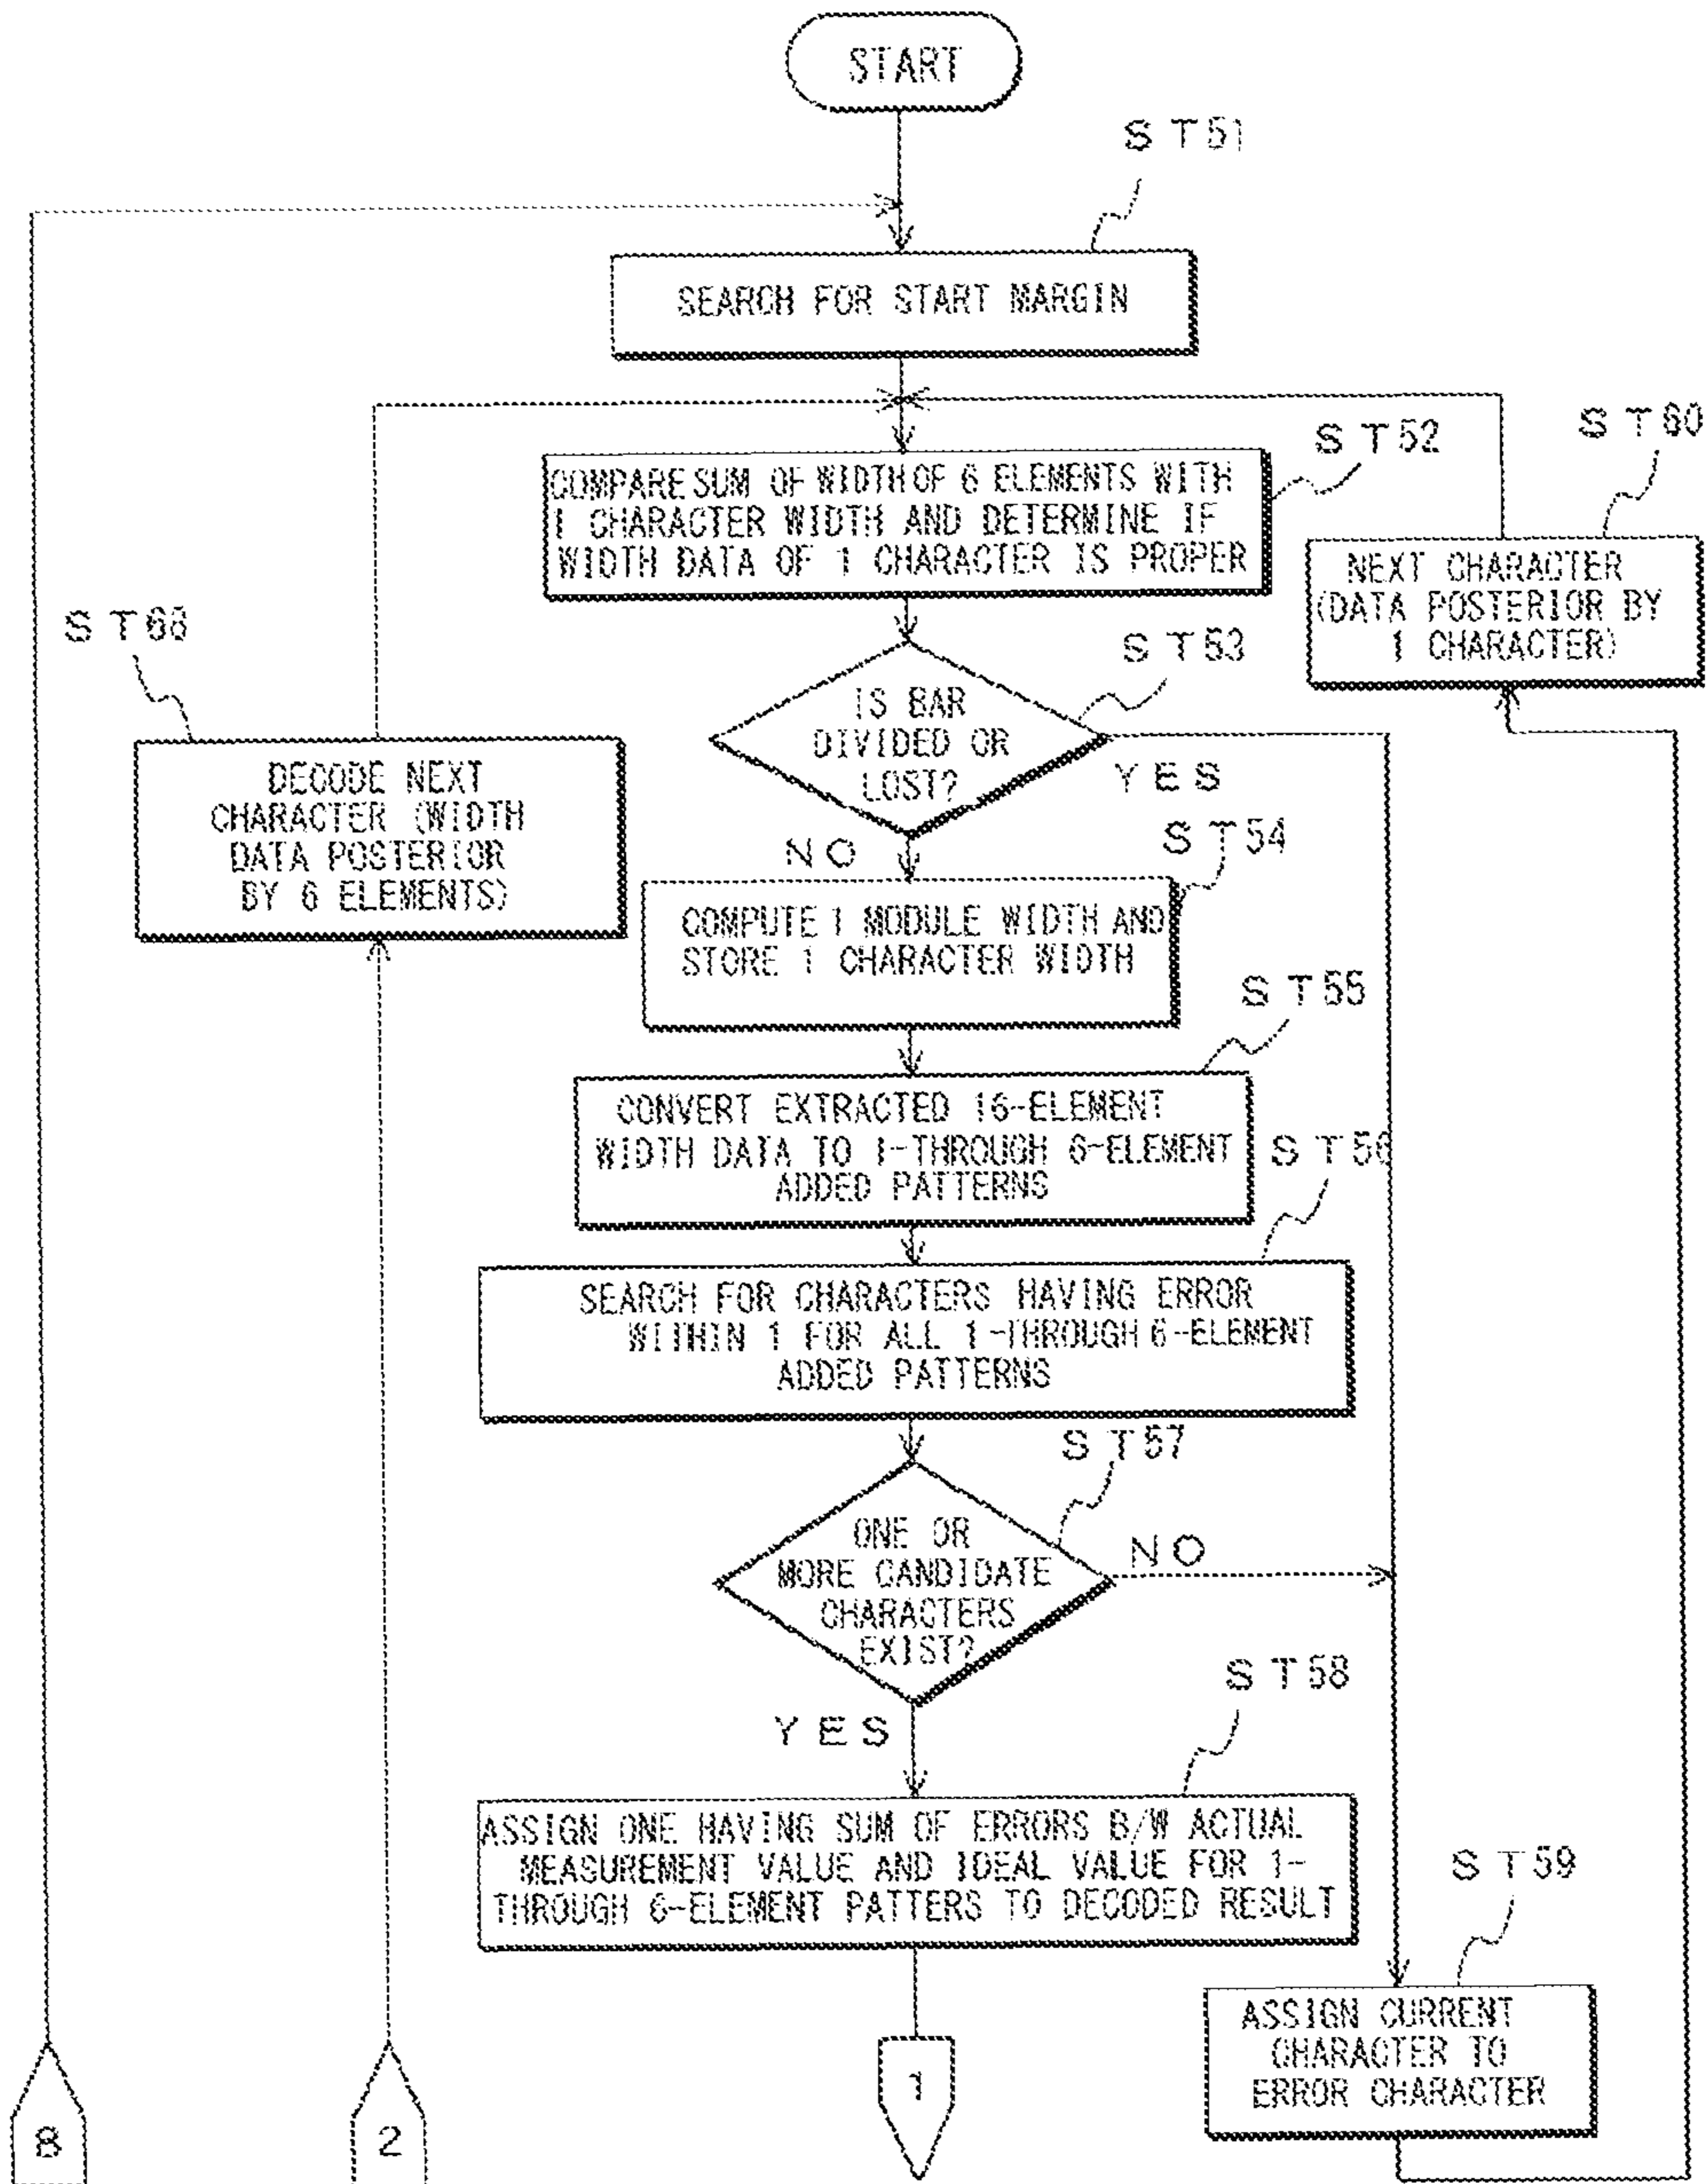 START
ST51
SEARCH FOR START MARGIN
ST52
ST60
COMPARE SUM OF WIDTH OF 6 ELEMENTS WITH
1 CHARACTER WIDTH AND DETERMINE IF
WIDTH DATA OF 1 CHARACTER IS PROPER
NEXT CHARACTER
(DATA POSTERIOR BY
1 CHARACTER)
ST53
IS BAR
DIVIDED OR
LOST?
YES
NO
DECODE NEXT
CHARACTER (WIDTH
DATA POSTERIOR
BY 6 ELEMENTS)
ST54
COMPUTE 1 MODULE WIDTH AND
STORE 1 CHARACTER WIDTH
ST55
CONVERT EXTRACTED 16-ELEMENT
WIDTH DATA TO 1-THROUGH 6-ELEMENT
ADDED PATTERNS
ST56
SEARCH FOR CHARACTERS HAVING ERROR
WITHIN 1 FOR ALL 1-THROUGH 6-ELEMENT
ADDED PATTERNS
ST57
ONE OR
MORE CANDIDATE
CHARACTERS
EXIST?
NO
YES
ST58
ASSIGN ONE HAVING SUM OF ERRORS B/W ACTUAL
MEASUREMENT VALUE AND IDEAL VALUE FOR 1-
THROUGH 6-ELEMENT PATTERS TO DECODED RESULT
ST59
ASSIGN CURRENT
CHARACTER TO
ERROR CHARACTER
8
2
1